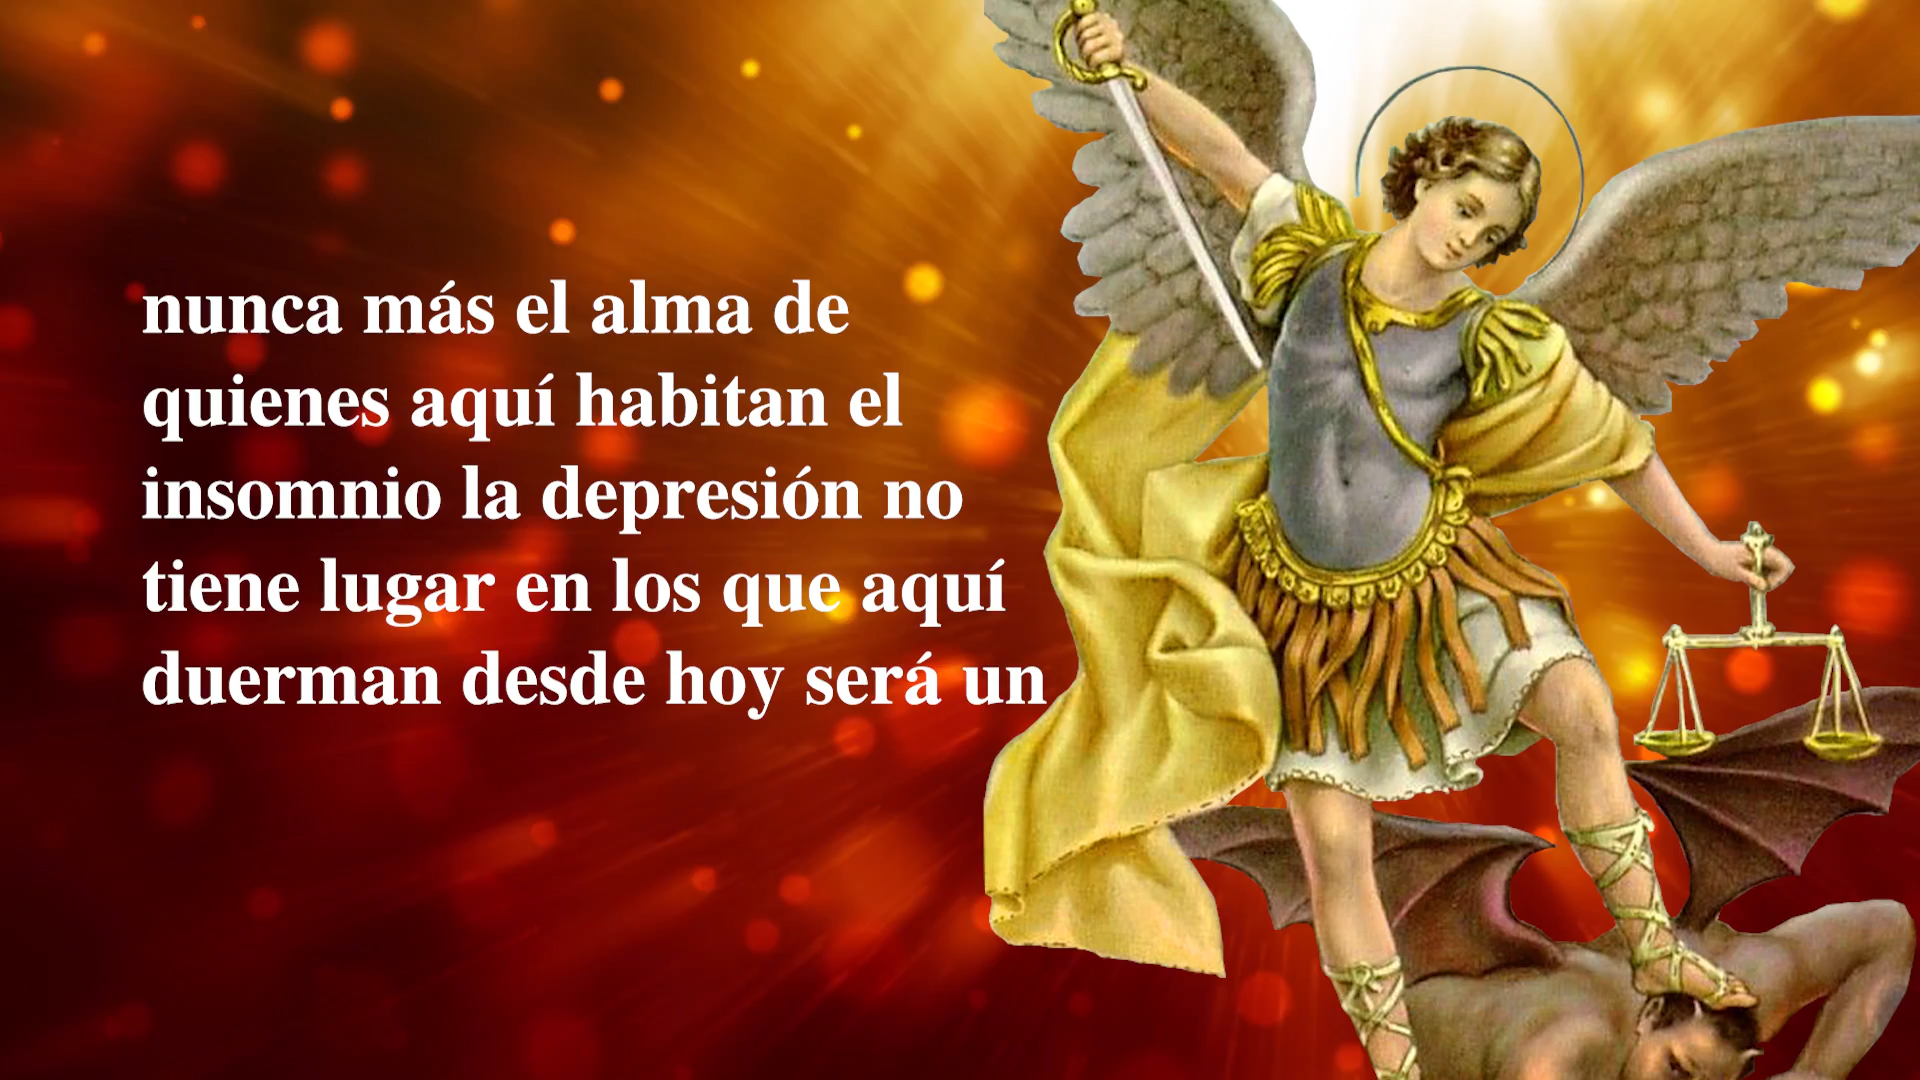 nunca más el alma de
quienes aquí habitan el
insomnio la depresión no
tiene lugar en los que aquí
duerman desde hoy será un